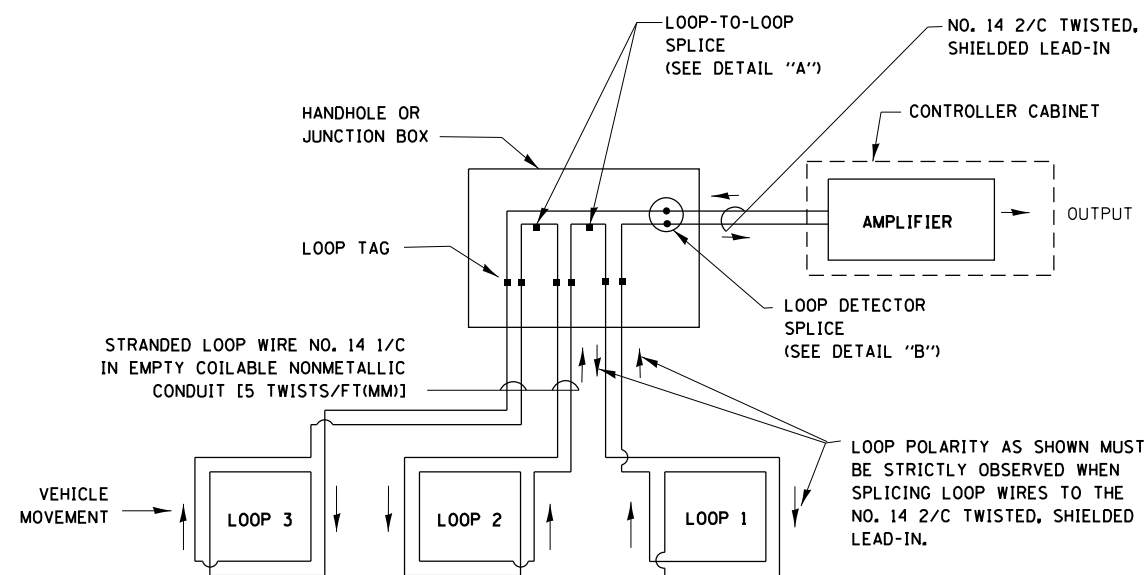 LOOP-TO-LOOP
SPLICE
(SEE DETAIL "A")
NO. 14 2/C TWISTED,
SHIELDED LEAD-IN
HANDHOLE OR
JUNCTION BOX
CONTROLLER CABINET
AMPLIFIER
OUTPUT
LOOP TAG
LOOP DETECTOR
SPLICE
(SEE DETAIL "B")
STRANDED LOOP WIRE NO. 14 1/C
IN EMPTY COILABLE NONMETALLIC
CONDUIT [5 TWISTS/FT(MM)]
LOOP POLARITY AS SHOWN MUST
BE STRICTLY OBSERVED WHEN
SPLICING LOOP WIRES TO THE
NO. 14 2/C TWISTED, SHIELDED
LEAD-IN.
VEHICLE
MOVEMENT
LOOP 3
LOOP 2
LOOP 1